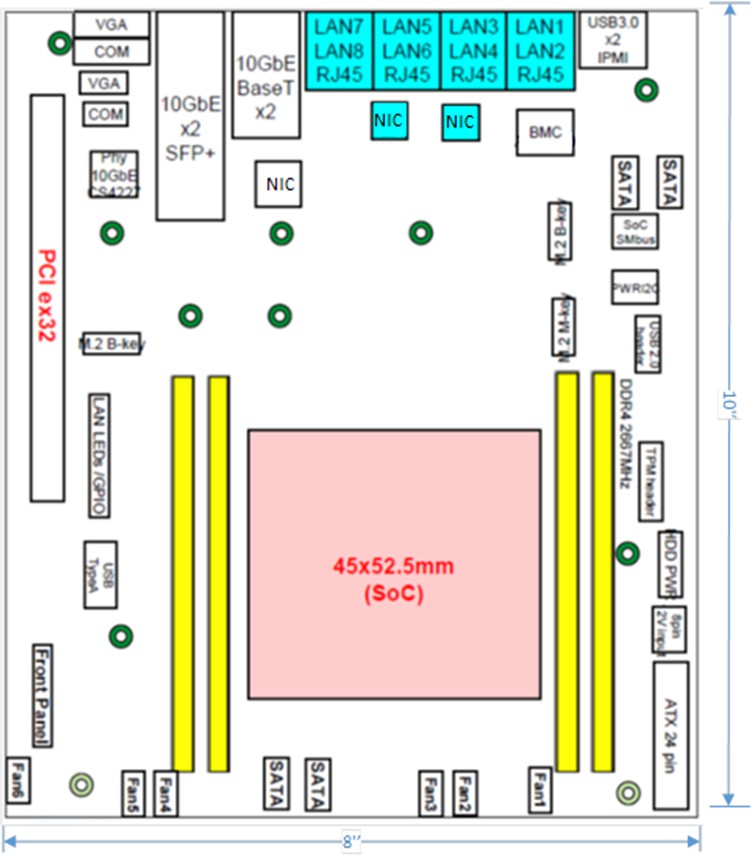 VGA
COM
VGA
COM
Phy
10GbE
CS4227
10GbE
x2
SFP+
10GbE
BaseT
x2
LAN7
LAN8
RJ45
LAN5
LAN6
RJ45
LAN3
LAN4
RJ45
LAN1
LAN2
RJ45
USB3.0
x2
IPMI
NIC
NIC
NIC
BMC
SATA
SATA
SoC
SMbus
M.2 B-key
PWRI2C
M.2 M-key
USB 2.0
header
PCI ex32
M.2 B-key
LAN LEDs /GPIO
USB
TypeA
DDR4 2667MHz
TPM header
HDD PWR
8pin
2V input
45x52.5mm
(SoC)
Front Panel
ATX 24 pin
Fan6
Fan5
Fan4
SATA
SATA
Fan3
Fan2
Fan1
10''
8''